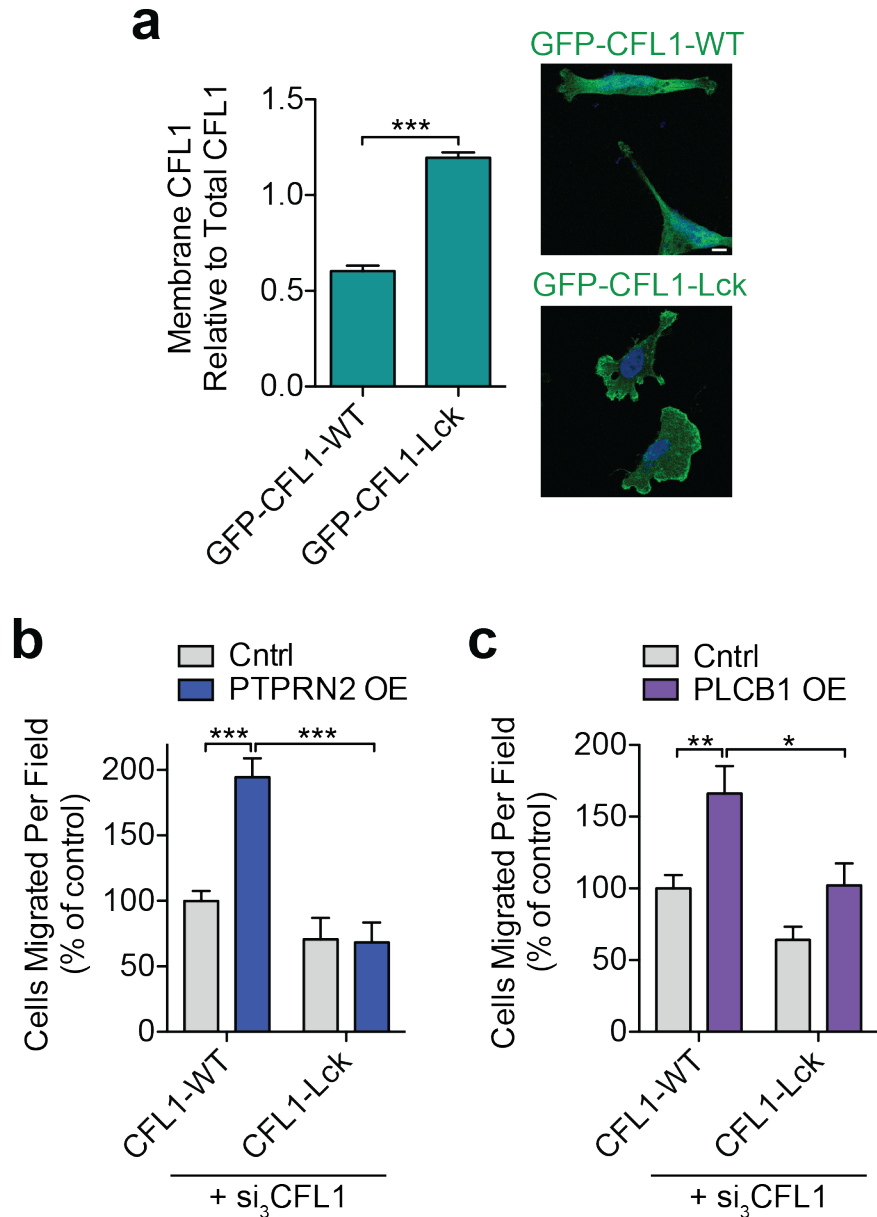 a
Membrane CFL1
Relative to Total CFL1
1.5
1.0
0.5
0.0
***
GFP-CFL1-WT
GFP-CFL1-Lck
GFP-CFL1-WT
GFP-CFL1-Lck
b
Cntrl
PTPRN2 OE
Cells Migrated Per Field
(% of control)
200
150
100
50
0
***
***
CFL1-WT
CFL1-Lck
+ si₃CFL1
c
Cntrl
PLCB1 OE
Cells Migrated Per Field
(% of control)
200
150
100
50
0
**
*
CFL1-WT
CFL1-Lck
+ si₃CFL1